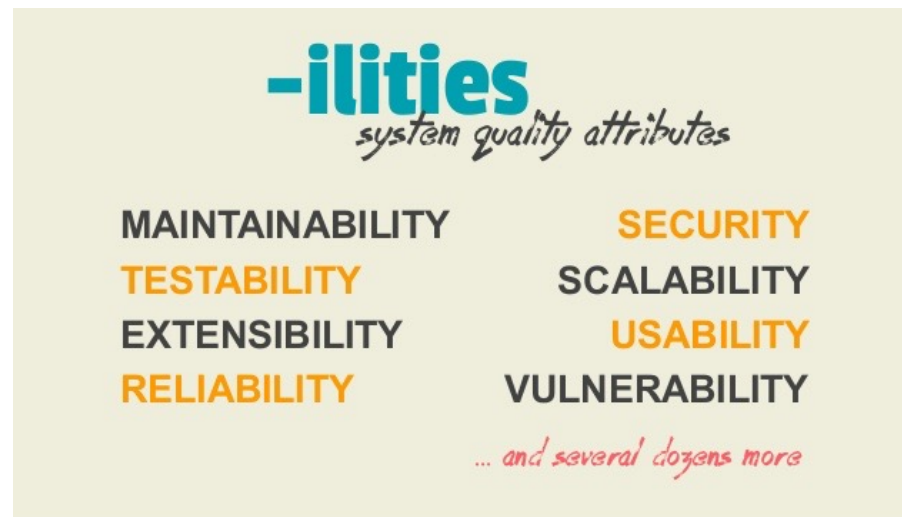 -ilities
system quality attributes
MAINTAINABILITY
TESTABILITY
EXTENSIBILITY
RELIABILITY
SECURITY
SCALABILITY
USABILITY
VULNERABILITY
... and several dozens more